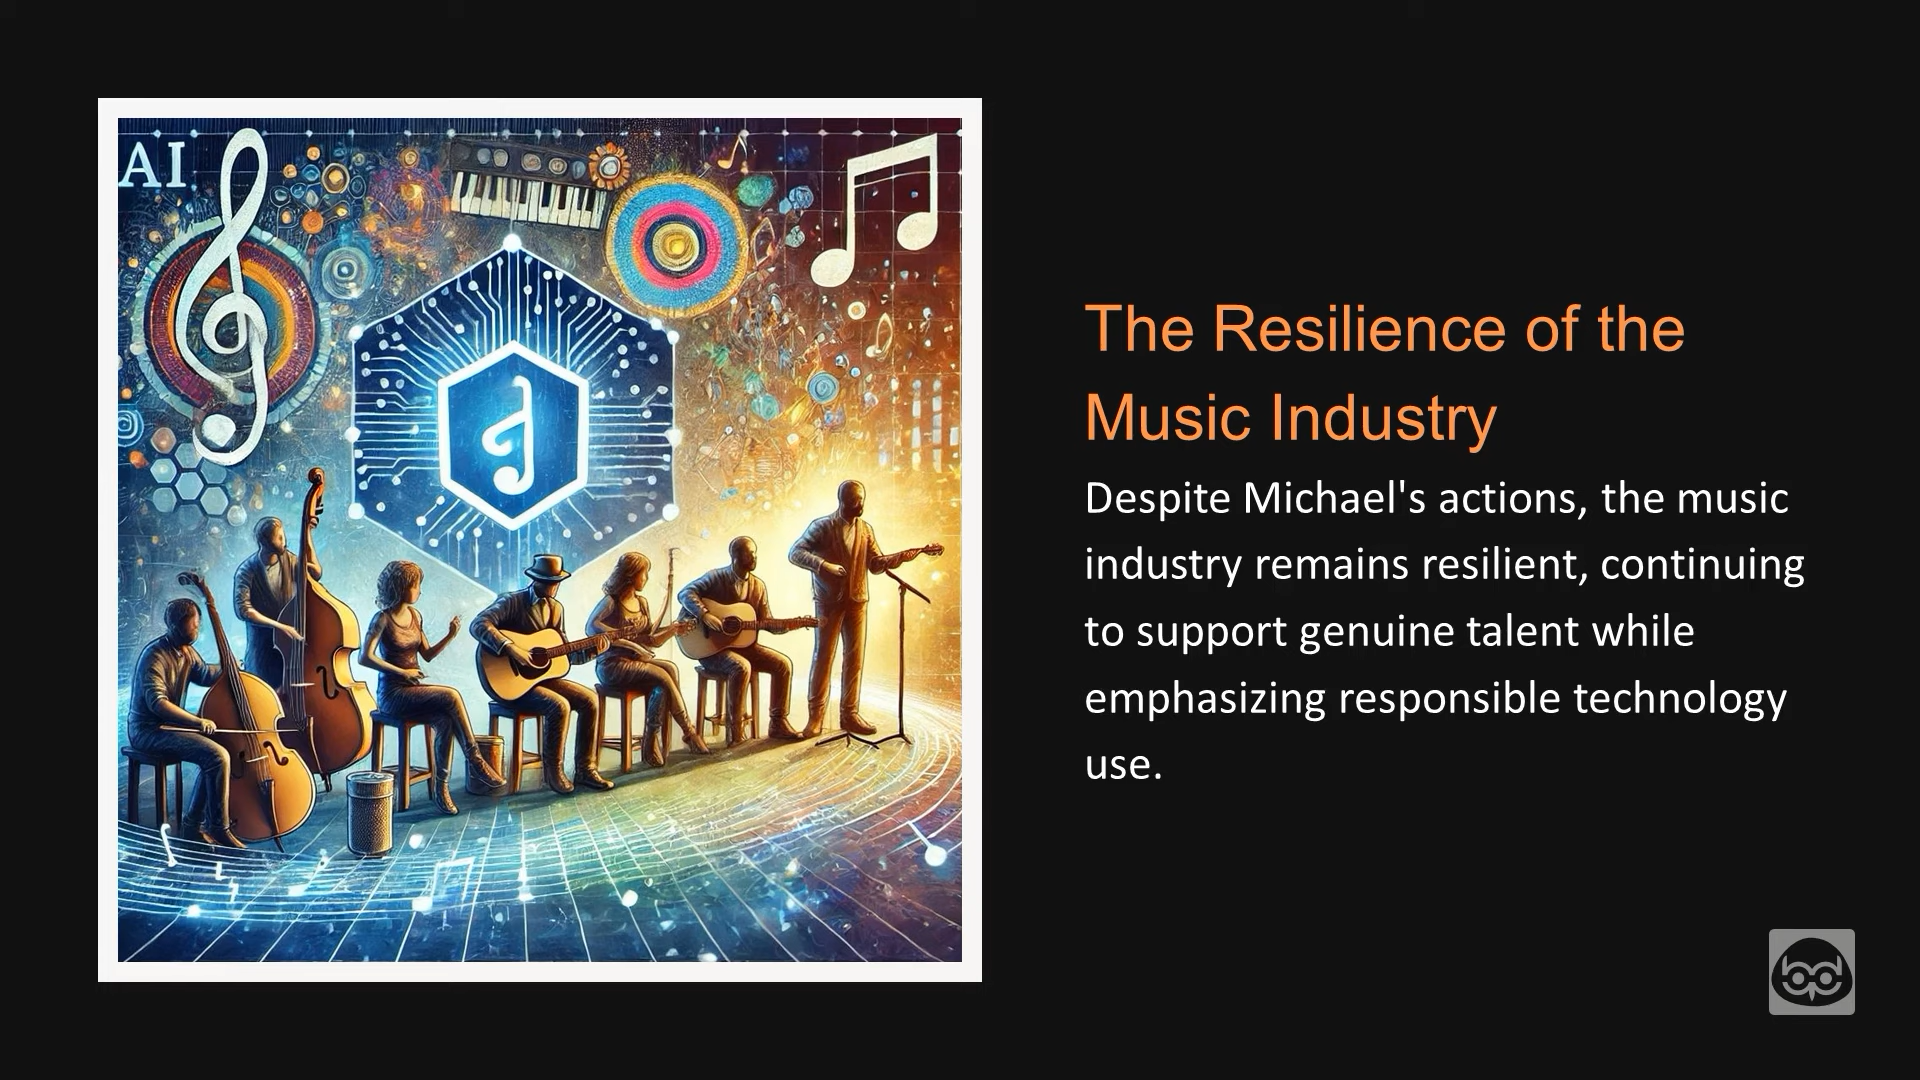 AI
The Resilience of the
Music Industry
Despite Michael's actions, the music
industry remains resilient, continuing
to support genuine talent while
emphasizing responsible technology
use.